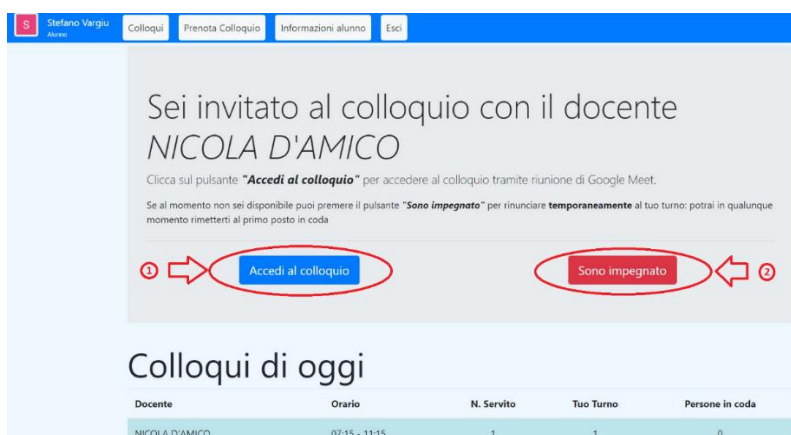 S
Stefano Vargiu
Alunno
Colloqui
Prenota Colloquio
Informazioni alunno
Esci
Sei invitato al colloquio con il docente
NICOLA D'AMICO
Clicca sul pulsante "Accedi al colloquio" per accedere al colloquio tramite riunione di Google Meet.
Se al momento non sei disponibile puoi premere il pulsante "Sono impegnato" per rinunciare temporaneamente al tuo turno: potrai in qualunque
momento rimetterti al primo posto in coda
1
Accedi al colloquio
Sono impegnato
2
Colloqui di oggi
Docente Orario N. Servito Tuo Turno Persone in coda
NICOLA D'AMICO 07:15 - 11:15 1 1 0